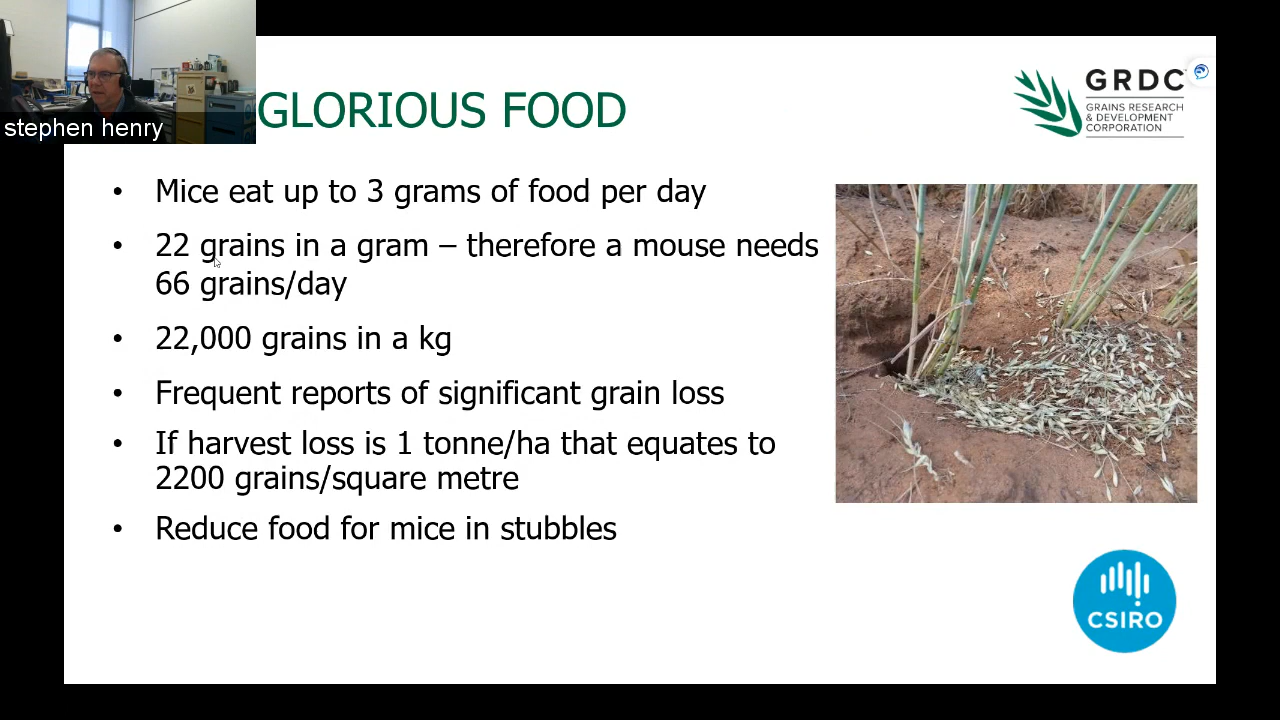 stephen henry
GLORIOUS FOOD
GRDC
GRAINS RESEARCH
& DEVELOPMENT
CORPORATION
• Mice eat up to 3 grams of food per day
• 22 grains in a gram – therefore a mouse needs
66 grains/day
• 22,000 grains in a kg
• Frequent reports of significant grain loss
• If harvest loss is 1 tonne/ha that equates to
2200 grains/square metre
• Reduce food for mice in stubbles
CSIRO